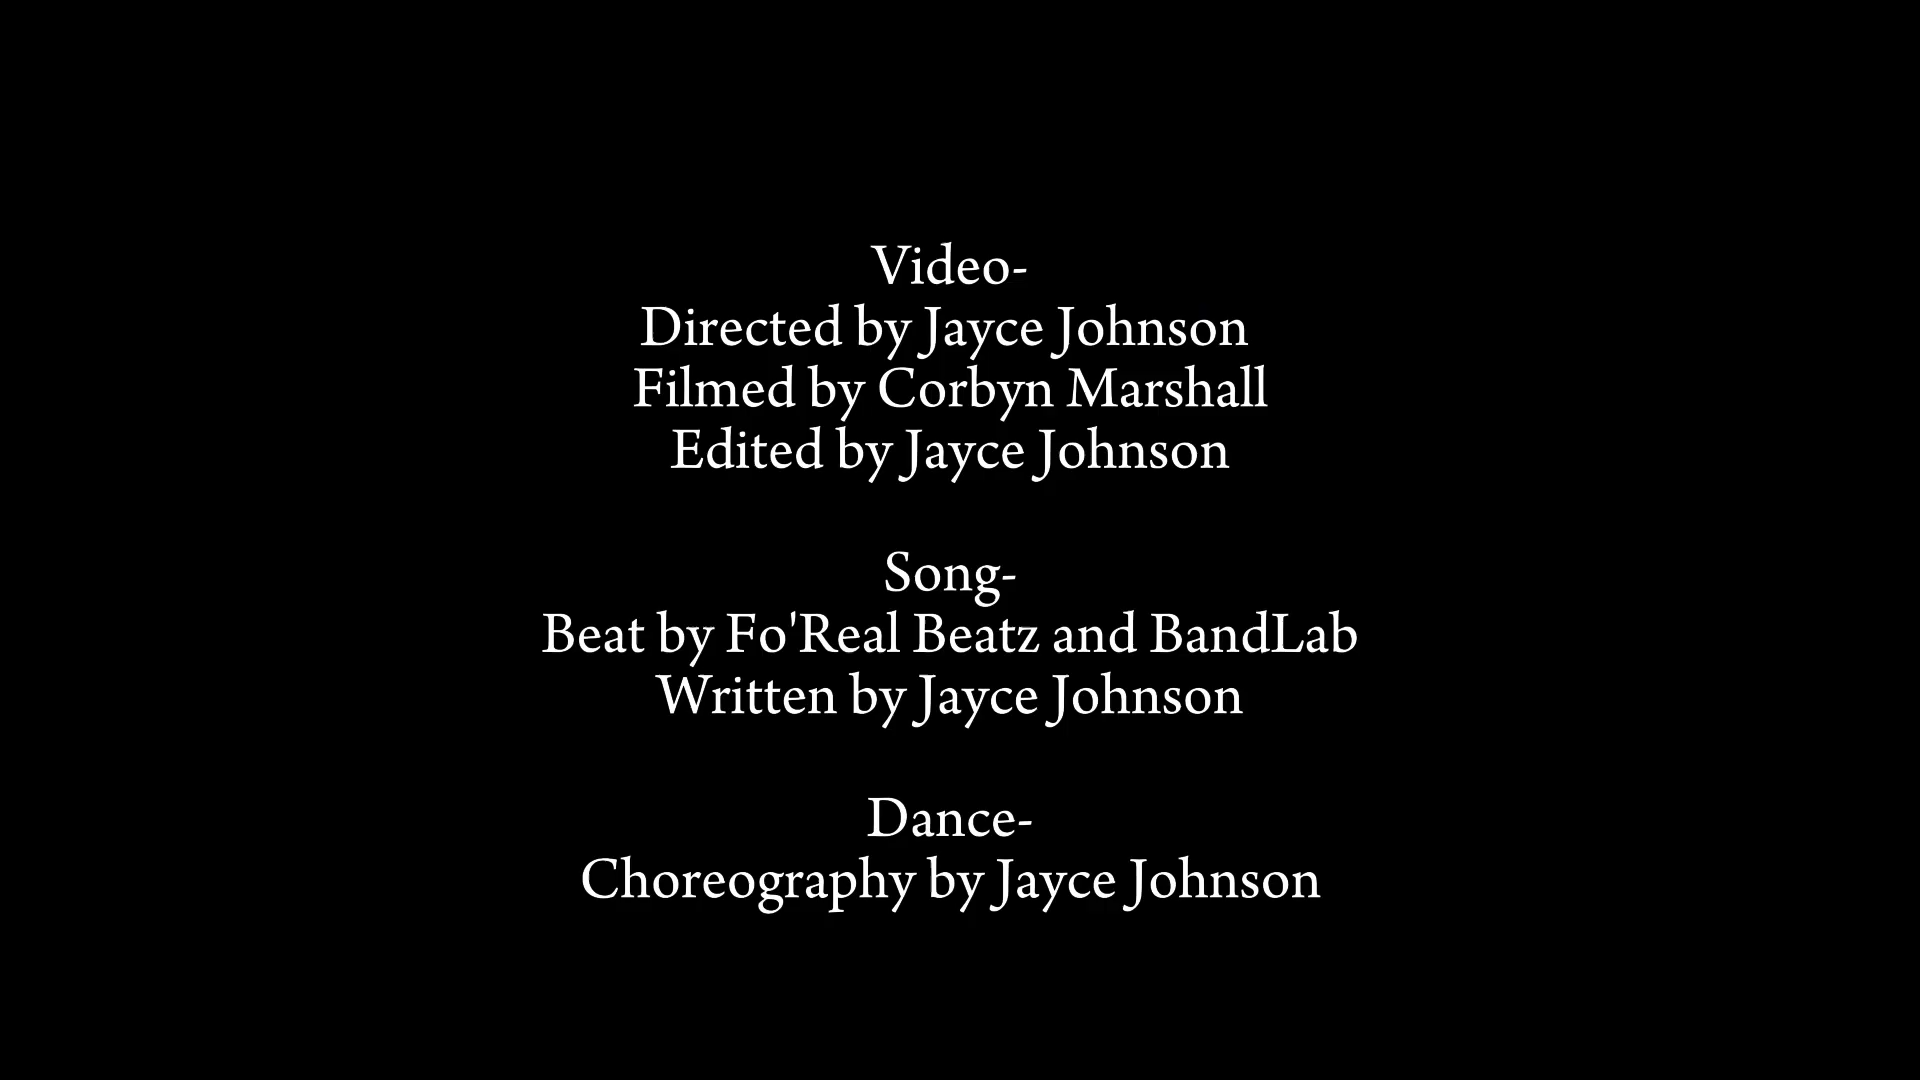 Video-
Directed by Jayce Johnson
Filmed by Corbyn Marshall
Edited by Jayce Johnson
Song-
Beat by Fo'Real Beatz and BandLab
Written by Jayce Johnson
Dance-
Choreography by Jayce Johnson